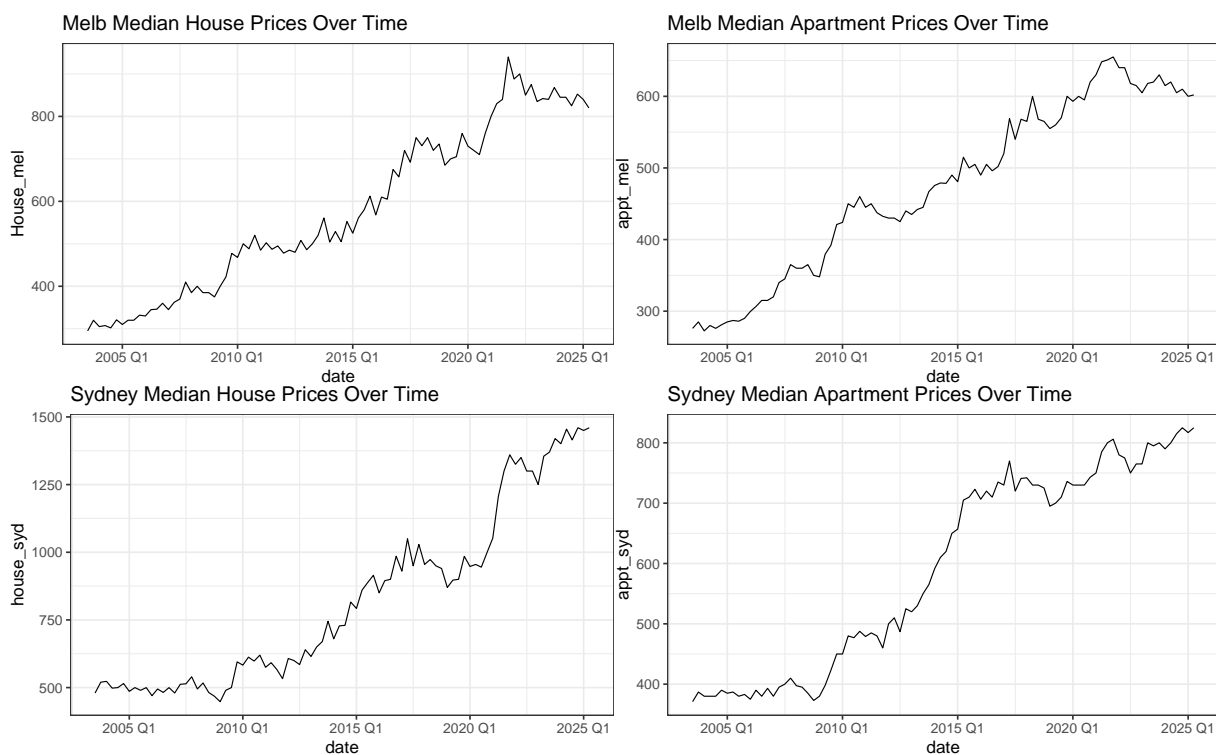 Melb Median House Prices Over Time
House_mel
800
600
400
2005 Q1 2010 Q1 2015 Q1 2020 Q1 2025 Q1
date
Melb Median Apartment Prices Over Time
appt_mel
600
500
400
300
2005 Q1 2010 Q1 2015 Q1 2020 Q1 2025 Q1
date
Sydney Median House Prices Over Time
house_syd
1500
1250
1000
750
500
2005 Q1 2010 Q1 2015 Q1 2020 Q1 2025 Q1
date
Sydney Median Apartment Prices Over Time
appt_syd
800
700
600
500
400
2005 Q1 2010 Q1 2015 Q1 2020 Q1 2025 Q1
date